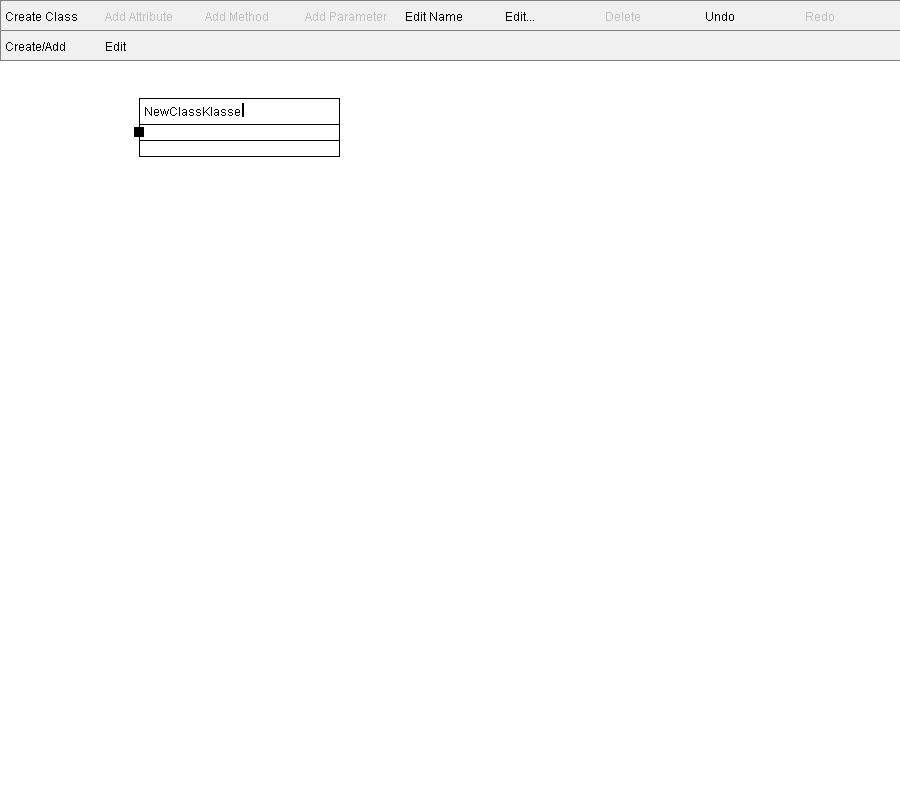 Create Class Add Attribute Add Method Add Parameter Edit Name Edit... Delete Undo Redo
Create/Add Edit
NewClassKlasse